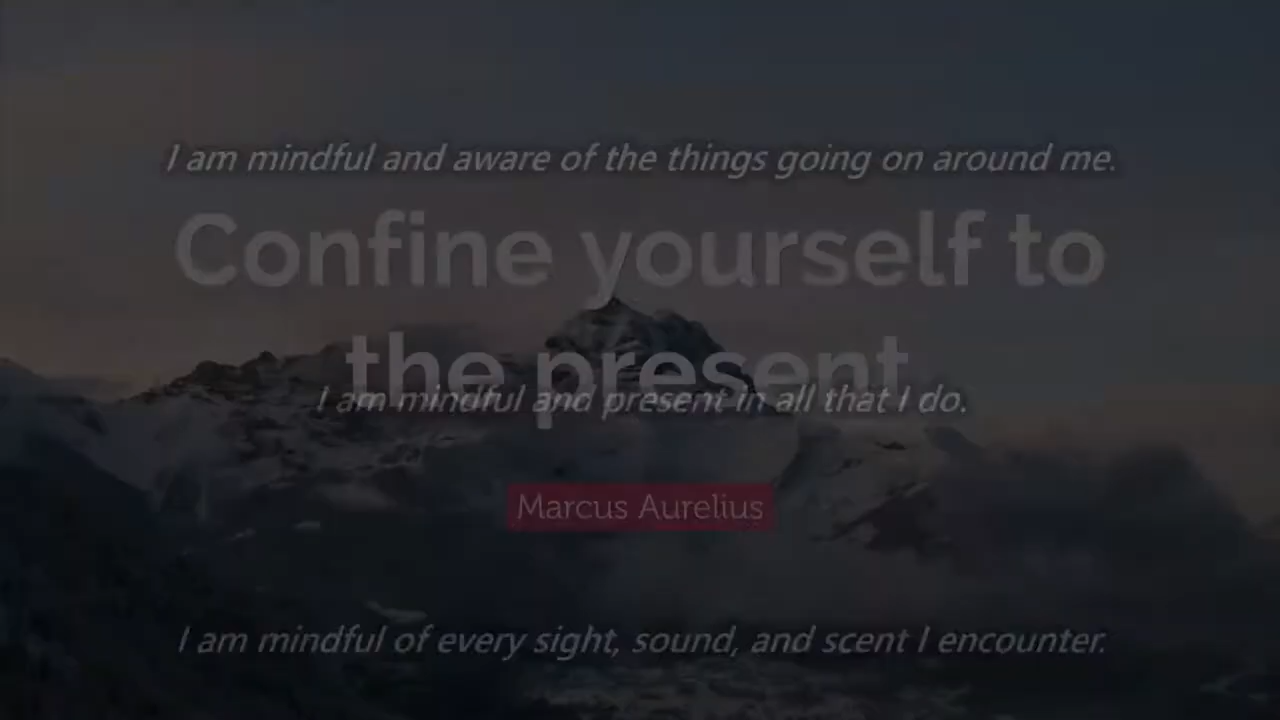 I am mindful and aware of the things going on around me.
Confine yourself to
the present.
I am mindful and present in all that I do.
Marcus Aurelius
I am mindful of every sight, sound, and scent I encounter.